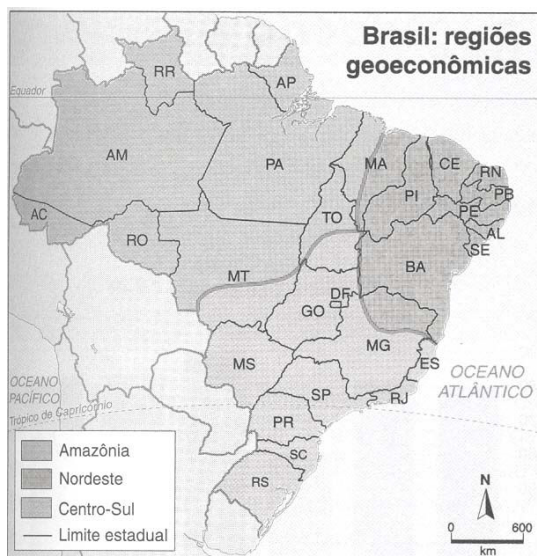 Brasil: regiões
geoeconômicas
Equador
RR
AP
AM
PA
MA
CE
RN
PB
PI
PE
AL
SE
AC
RO
TO
BA
MT
DF
GO
MG
ES
MS
SP
RJ
PR
SC
RS
OCEANO
PACÍFICO
OCEANO
ATLÂNTICO
Trópico de Capricórnio
Amazônia
Nordeste
Centro-Sul
Limite estadual
N
0 600
km